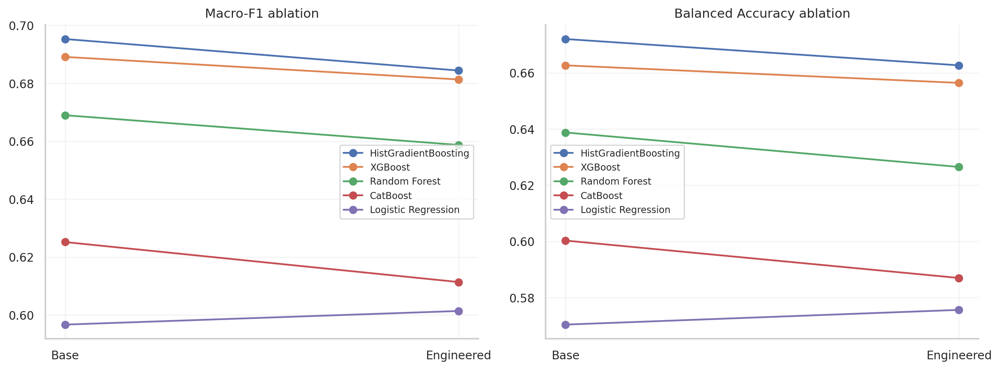 Macro-F1 ablation
0.70
0.68
0.66
0.64
0.62
0.60
HistGradientBoosting
XGBoost
Random Forest
CatBoost
Logistic Regression
Base
Engineered
Balanced Accuracy ablation
0.66
0.64
0.62
0.60
0.58
HistGradientBoosting
XGBoost
Random Forest
CatBoost
Logistic Regression
Base
Engineered